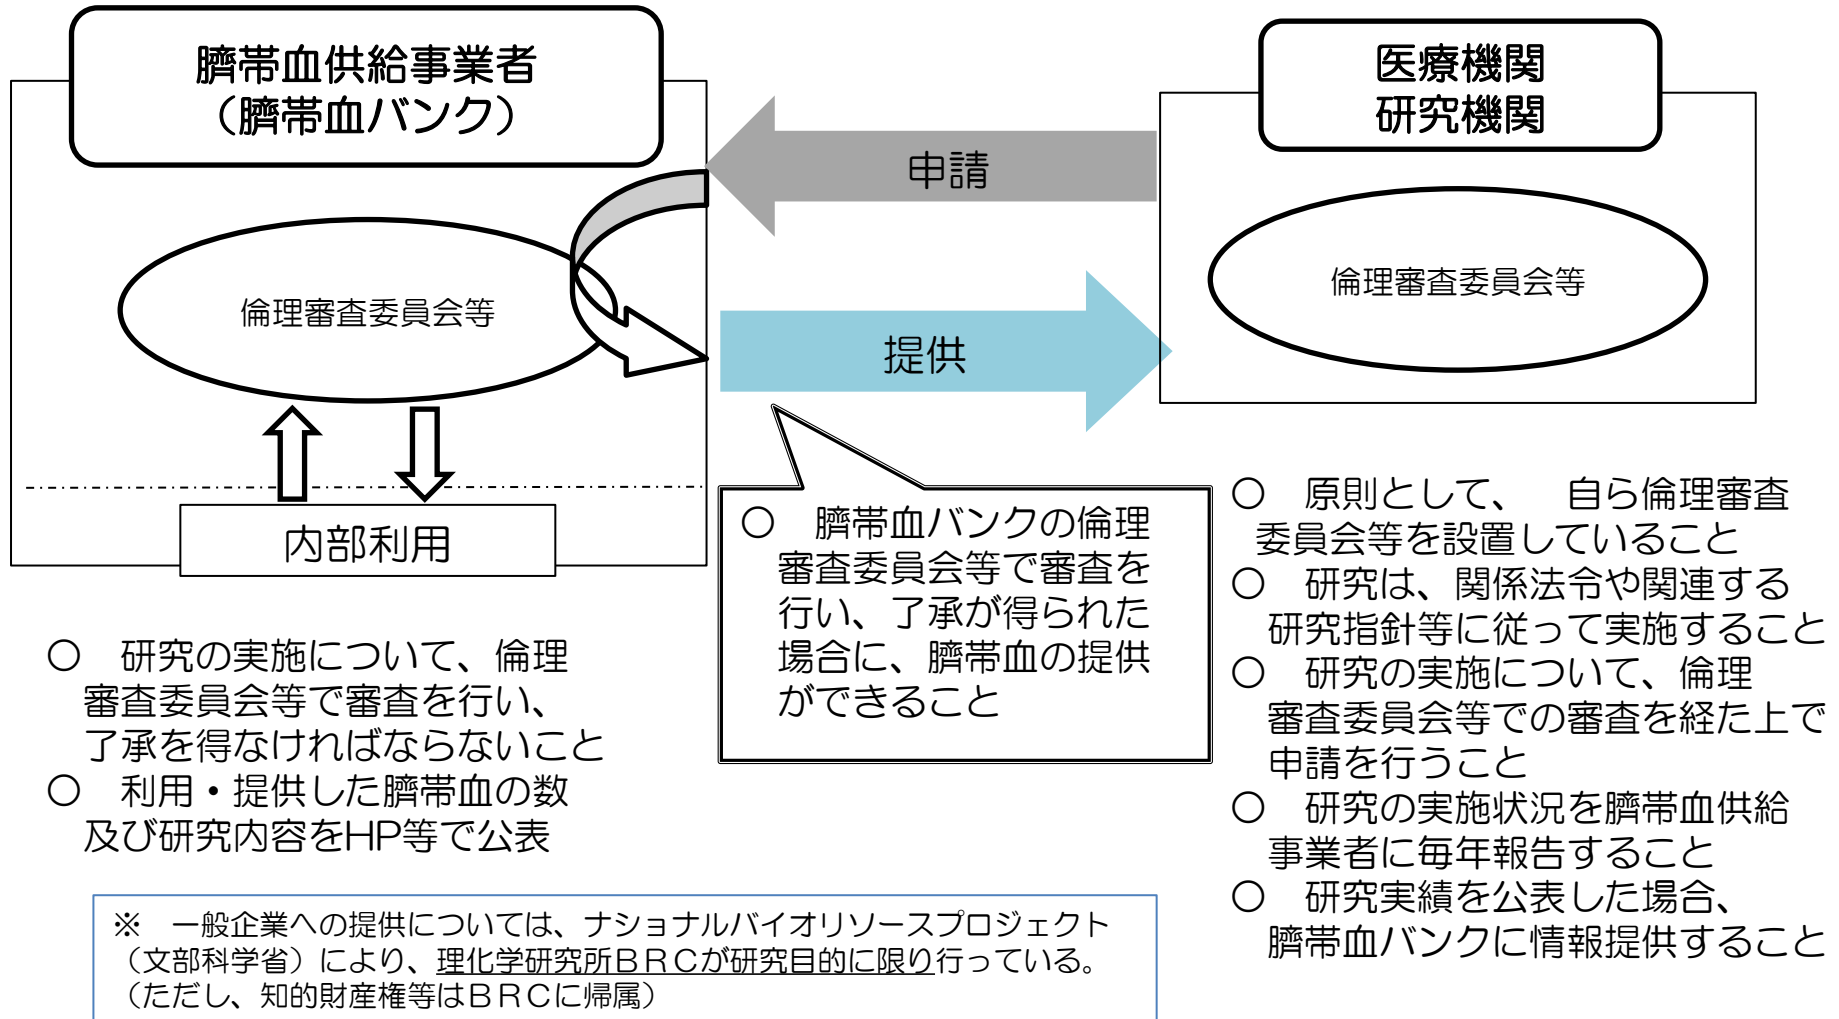 臍帯血供給事業者
（臍帯血バンク）
倫理審査委員会等
内部利用
申請
提供
医療機関
研究機関
倫理審査委員会等
○　臍帯血バンクの倫理
審査委員会等で審査を
行い、了承が得られた
場合に、臍帯血の提供
ができること
○　研究の実施について、倫理
審査委員会等で審査を行い、
了承を得なければならないこと
○　利用・提供した臍帯血の数
及び研究内容をHP等で公表
○　原則として、　自ら倫理審査
委員会等を設置していること
○　研究は、関係法令や関連する
研究指針等に従って実施すること
○　研究の実施について、倫理
審査委員会等での審査を経た上で
申請を行うこと
○　研究の実施状況を臍帯血供給
事業者に毎年報告すること
○　研究実績を公表した場合、
臍帯血バンクに情報提供すること
※　一般企業への提供については、ナショナルバイオリソースプロジェクト
（文部科学省）により、理化学研究所ＢＲＣが研究目的に限り行っている。
（ただし、知的財産権等はＢＲＣに帰属）